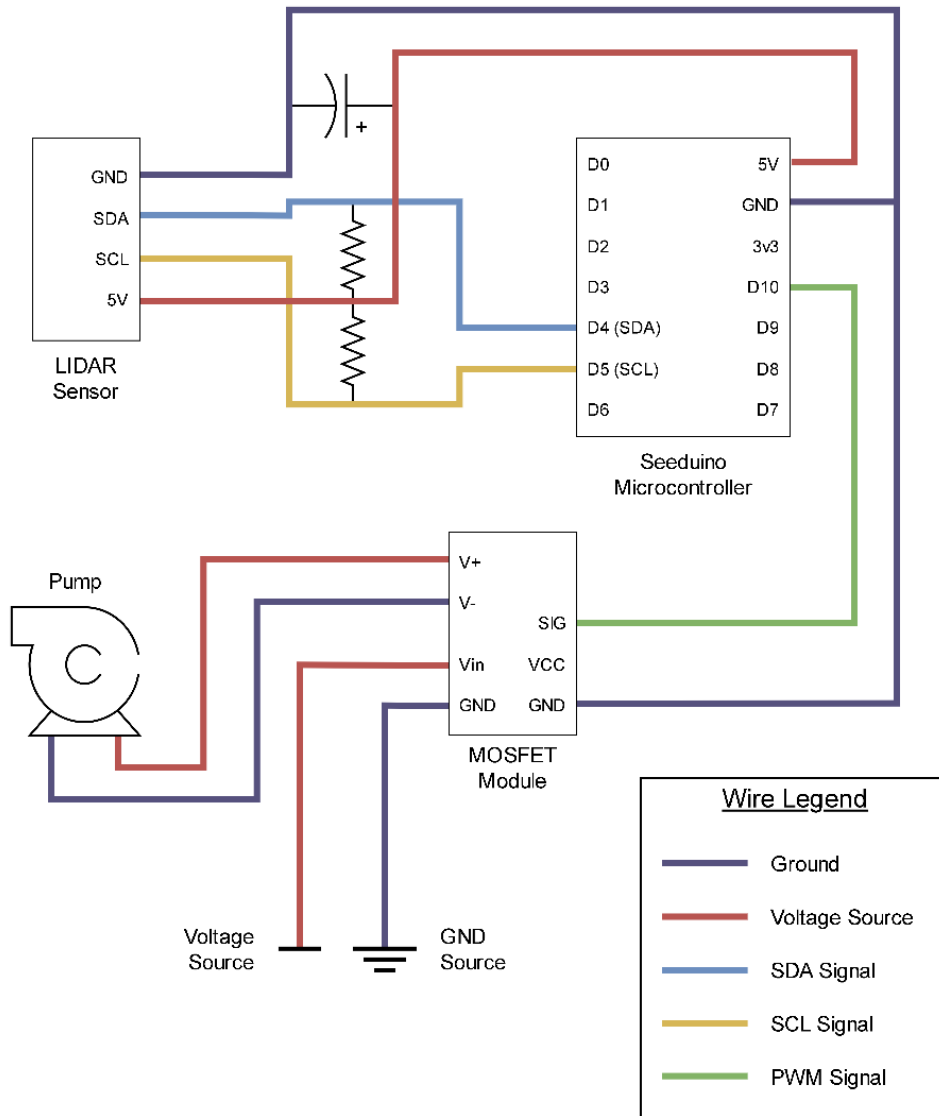 +
GND
SDA
SCL
5V
LIDAR
Sensor
D0
D1
D2
D3
D4 (SDA)
D5 (SCL)
D6
5V
GND
3v3
D10
D9
D8
D7
Seeduino
Microcontroller
Pump
V+
V-
Vin
GND
SIG
VCC
GND
MOSFET
Module
Voltage
Source
GND
Source
Wire Legend
Ground
Voltage Source
SDA Signal
SCL Signal
PWM Signal